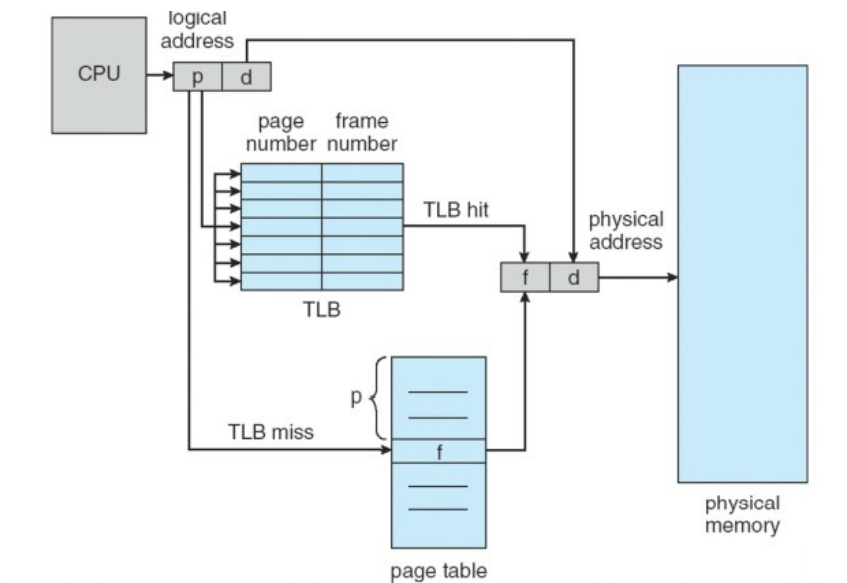 logical
address
CPU
p
d
page
number
frame
number
TLB hit
physical
address
f
d
TLB
p
TLB miss
f
physical
memory
page table